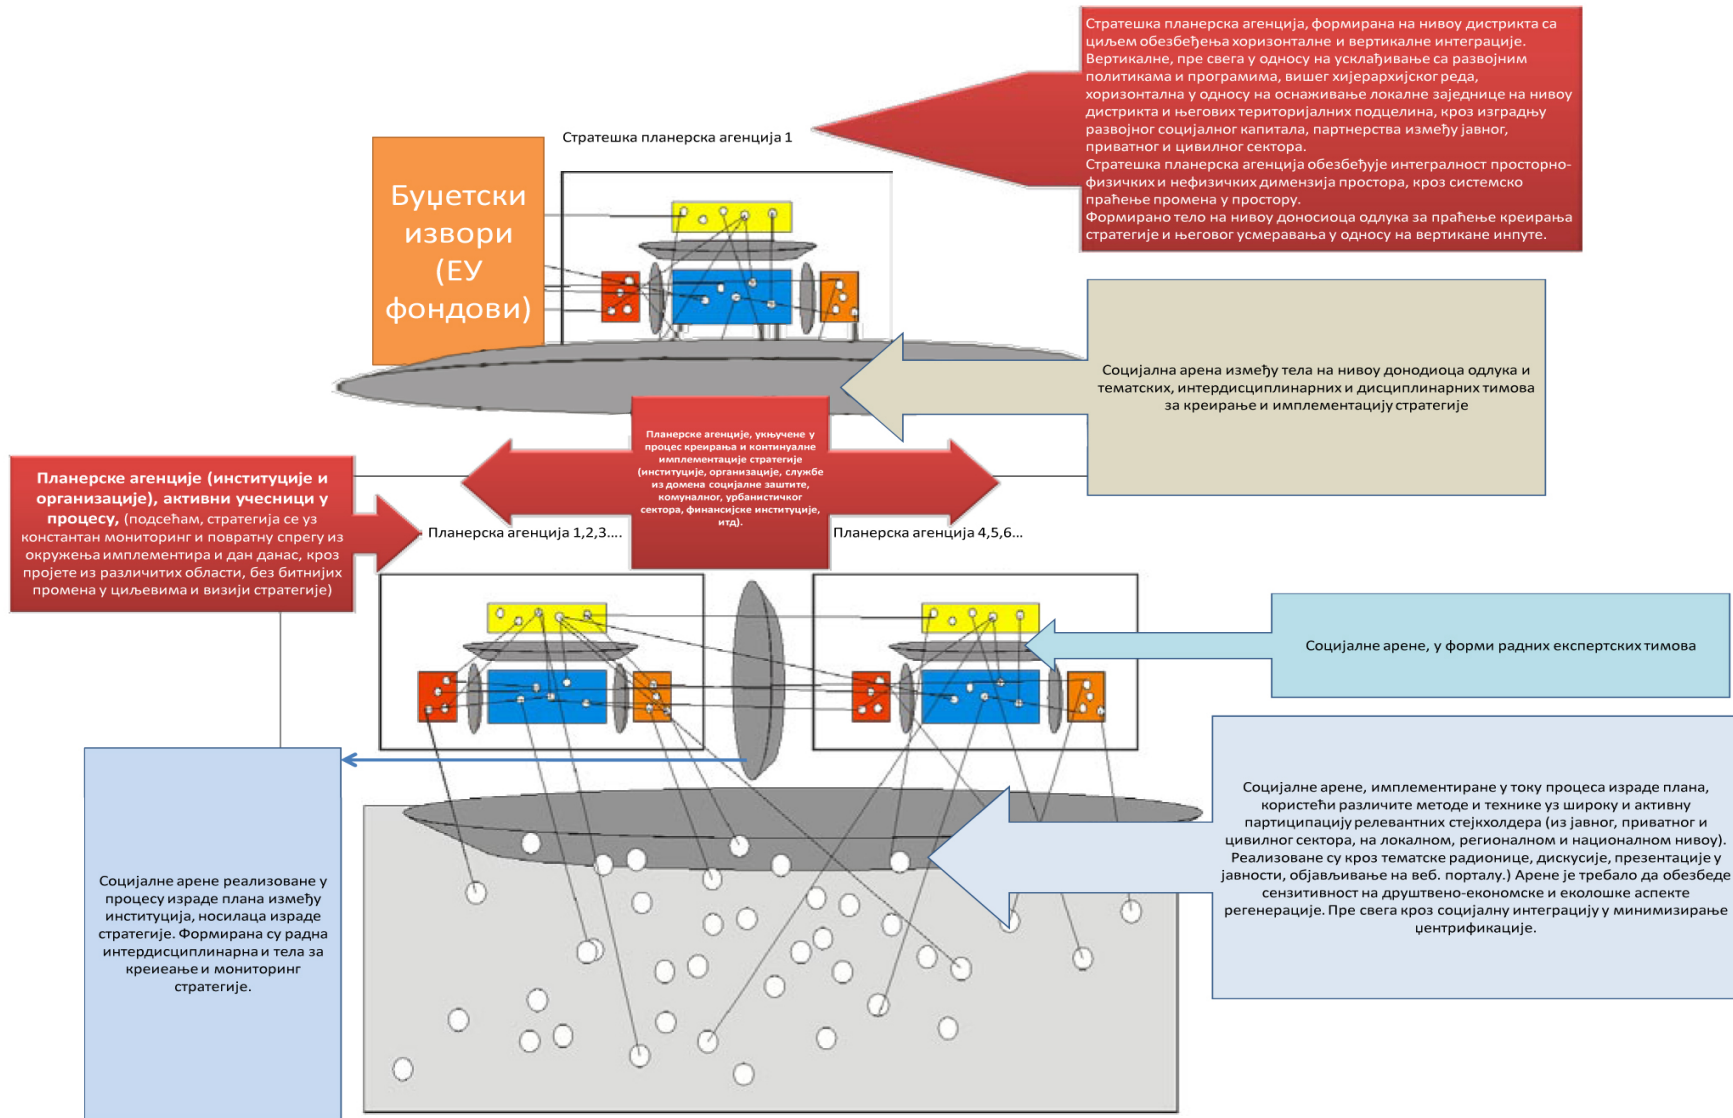 Стратешка планерска агенција, формирана на нивоу дистрикта са
циљем обезбеђења хоризонталне и вертикалне интеграције.
Вертикалне, пре свега у односу на усклађивање са развојним
политикама и програмима, вишег хијерархијског реда,
хоризонтална у односу на оснаживање локалне заједнице на нивоу
дистрикта и његових територијалних подцелина, кроз изградњу
развојног социјалног капитала, партнерства између јавног,
приватног и цивилног сектора.
Стратешка планерска агенција обезбеђује интегралност просторно-
физичких и нефизичких димензија простора, кроз системско
праћење промена у простору.
Формирано тело на нивоу доносиоца одлука за праћење креирања
стратегије и његовог усмеравања у односу на вертикане инпуте.
Стратешка планерска агенција 1
Буџетски
извори
(ЕУ
фондови)
Социјална арена између тела на нивоу донодиоца одлука и
тематских, интердисциплинарних и дисциплинарних тимова
за креирање и имплементацију стратегије
Планерске агенције, укњучене у
процес креирања и континуалне
имплементације стратегије
(институције, организације, службе
из домена социјалне заштите,
комуналног, урбанистичког
сектора, финансијске институције,
итд).
Планерске агенције (институције и
организације), активни учесници у
процесу, (подсећам, стратегија се уз
константан мониторинг и повратну спрегу из
окружења имплементира и дан данас, кроз
пројете из различитих области, без битнијих
промена у циљевима и визији стратегије)
Планерска агенција 1,2,3....
Планерска агенција 4,5,6...
Социјалне арене, у форми радних експертских тимова
Социјалне арене, имплементиране у току процеса израде плана,
користећи различите методе и технике уз широку и активну
партиципацију релевантних стејкхолдера (из јавног, приватног и
цивилног сектора, на локалном, регионалном и националном нивоу).
Реализоване су кроз тематске радионице, дискусије, презентације у
јавности, објављивање на веб. порталу.) Арене је требало да обезбеде
сензитивност на друштвено-економске и еколошке аспекте
регенерације. Пре свега кроз социјалну интеграцију у минимизирање
џентрификације.
Социјалне арене реализоване у
процесу израде плана између
институција, носилаца израде
стратегије. Формирана су радна
интердисциплинарна и тела за
креиеање и мониторинг
стратегије.